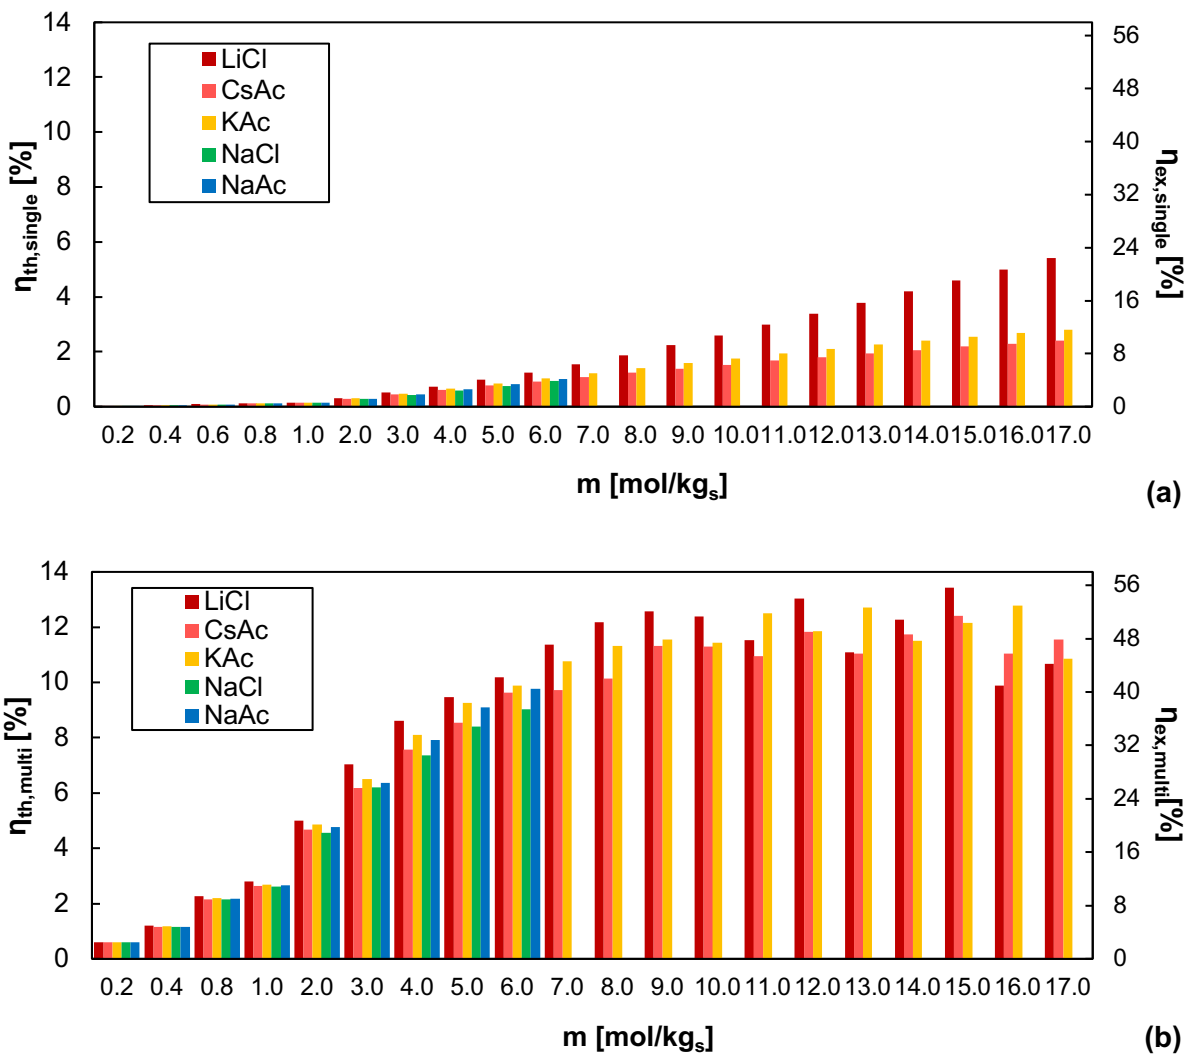 14
12
10
8
6
4
2
0
η_th,single [%]
LiCl
CsAc
KAc
NaCl
NaAc
56
48
40
32
24
16
8
0
η_ex,single [%]
0.2 0.4 0.6 0.8 1.0 2.0 3.0 4.0 5.0 6.0 7.0 8.0 9.0 10.0 11.0 12.0 13.0 14.0 15.0 16.0 17.0
m [mol/kg_s]
(a)
14
12
10
8
6
4
2
0
η_th,multi [%]
LiCl
CsAc
KAc
NaCl
NaAc
56
48
40
32
24
16
8
0
η_ex,multi [%]
0.2 0.4 0.8 1.0 2.0 3.0 4.0 5.0 6.0 7.0 8.0 9.0 10.0 11.0 12.0 13.0 14.0 15.0 16.0 17.0
m [mol/kg_s]
(b)